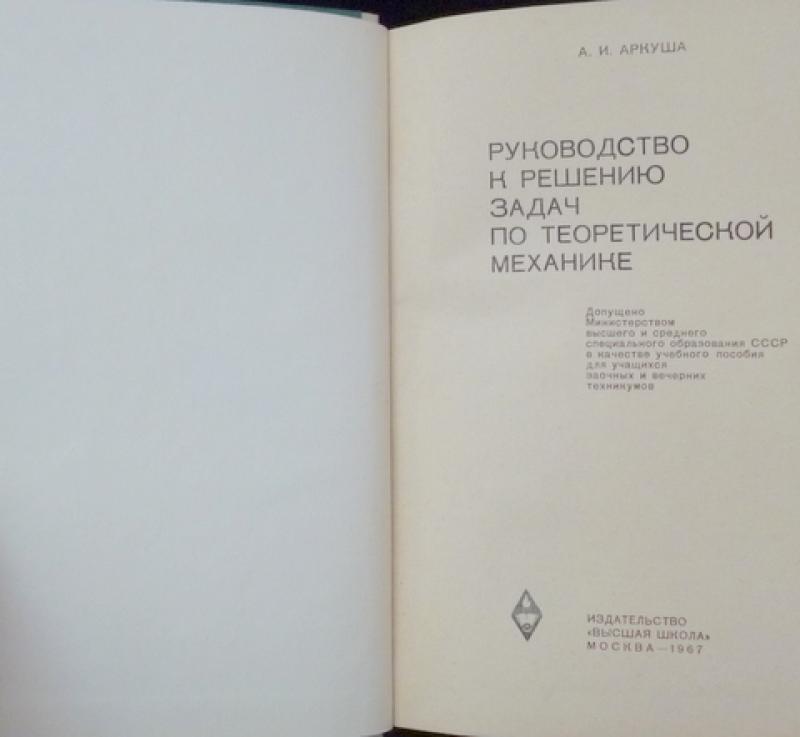 А. И. АРКУША
РУКОВОДСТВО
К РЕШЕНИЮ
ЗАДАЧ
ПО ТЕОРЕТИЧЕСКОЙ
МЕХАНИКЕ
Допущено
Министерством
высшего и среднего
специального образования СССР
в качестве учебного пособия
для учащихся
заочных и вечерних
техникумов
ИЗДАТЕЛЬСТВО
«ВЫСШАЯ ШКОЛА»
МОСКВА—1967